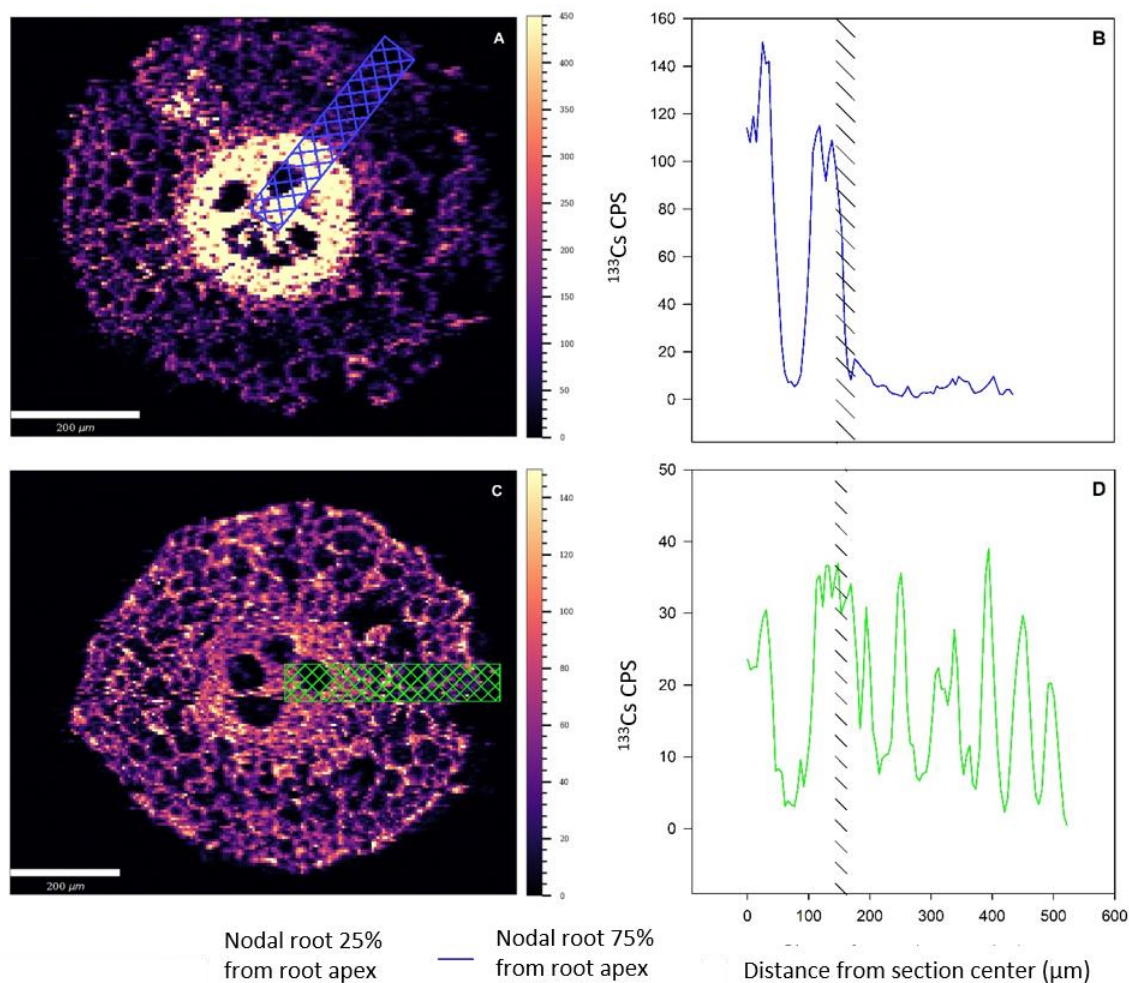 A
450
400
350
300
250
200
150
100
50
0
200 μm
B
160
140
120
100
80
60
40
20
0
133Cs CPS
C
140
120
100
80
60
40
20
0
200 μm
D
50
40
30
20
10
0
133Cs CPS
0 100 200 300 400 500 600
Nodal root 25%
from root apex
Nodal root 75%
from root apex
Distance from section center (μm)